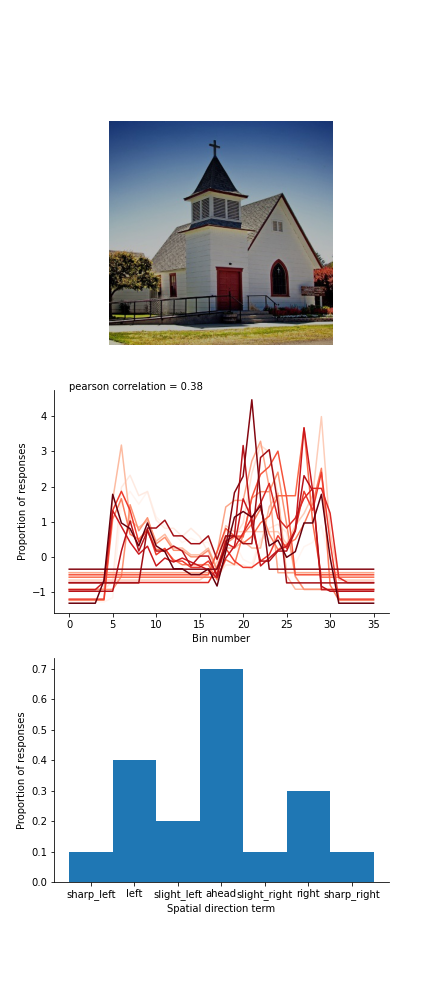 pearson correlation = 0.38
Proportion of responses
4
3
2
1
0
−1
0 5 10 15 20 25 30 35
Bin number
Proportion of responses
0.7
0.6
0.5
0.4
0.3
0.2
0.1
0.0
sharp_left left slight_left ahead slight_right right sharp_right
Spatial direction term